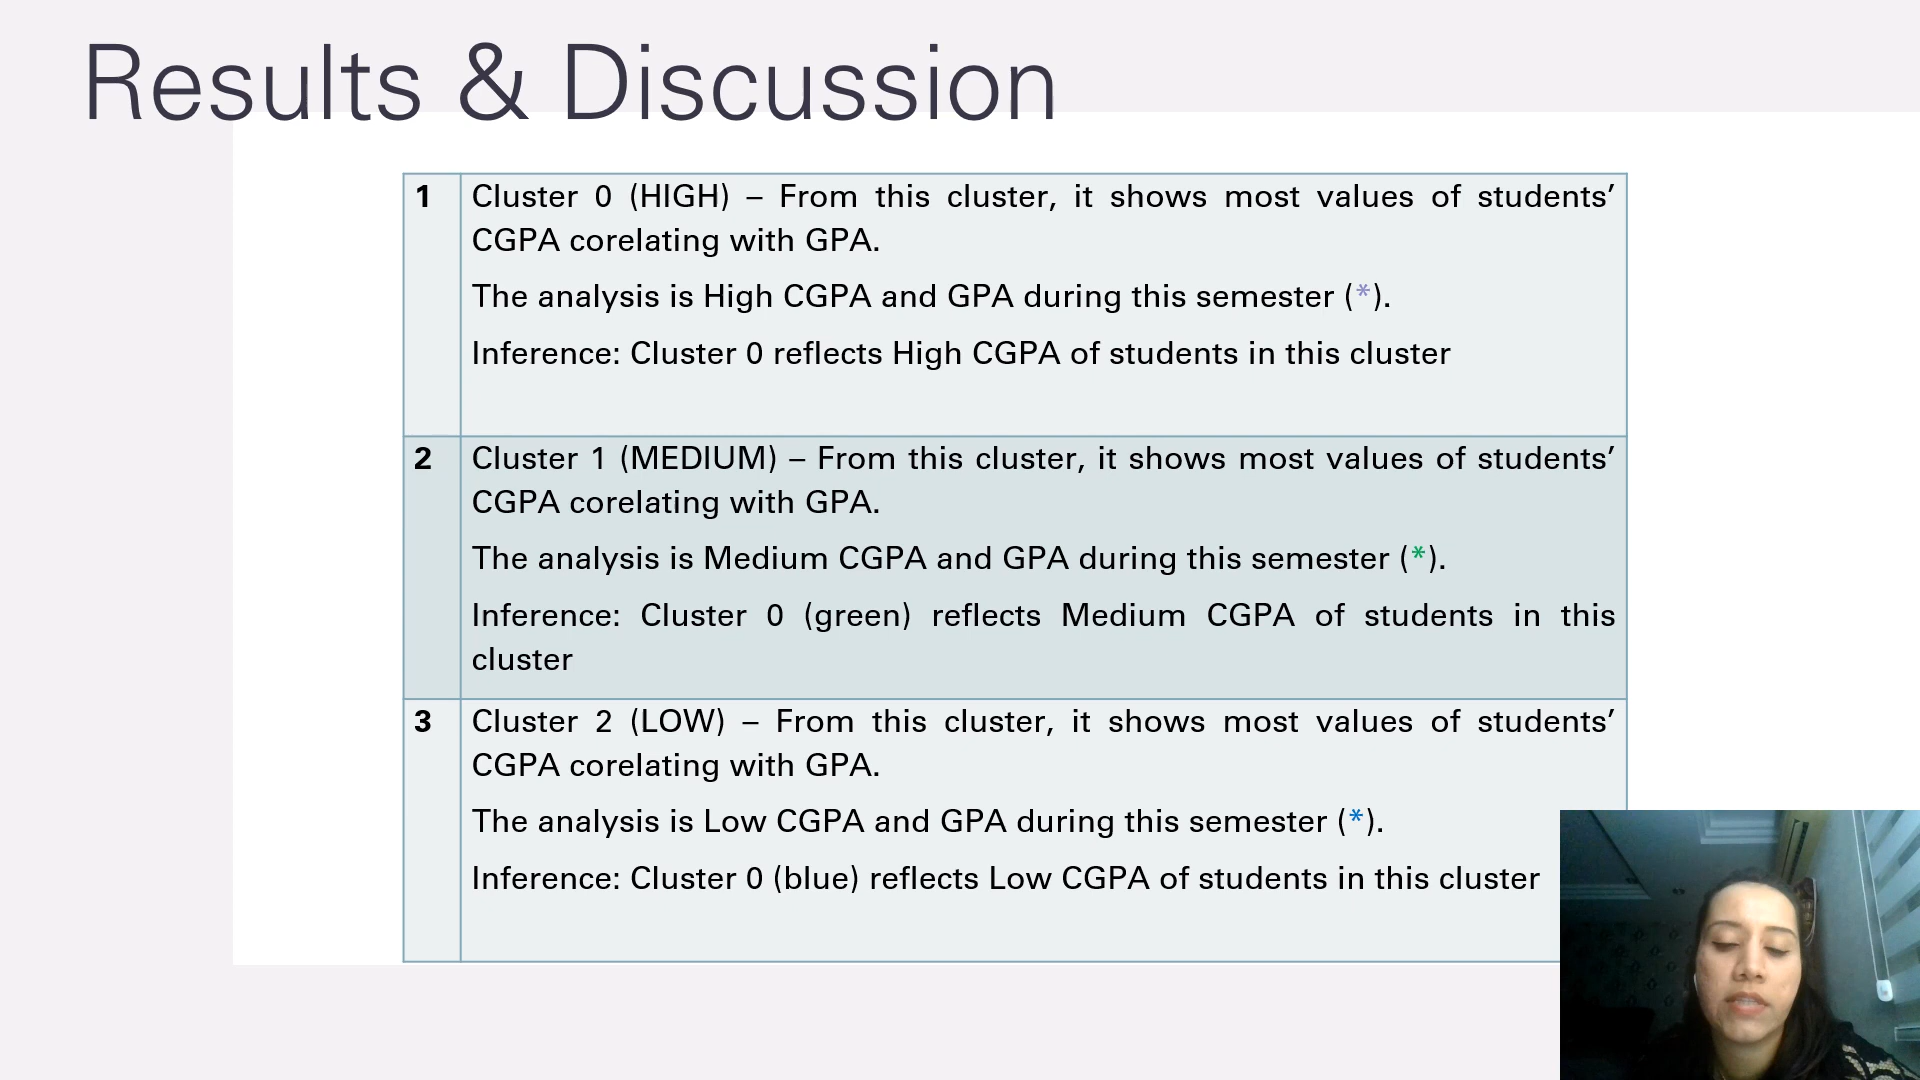 Results & Discussion
1 Cluster 0 (HIGH) – From this cluster, it shows most values of students’
CGPA corelating with GPA.
The analysis is High CGPA and GPA during this semester (*).
Inference: Cluster 0 reflects High CGPA of students in this cluster
2 Cluster 1 (MEDIUM) – From this cluster, it shows most values of students’
CGPA corelating with GPA.
The analysis is Medium CGPA and GPA during this semester (*).
Inference: Cluster 0 (green) reflects Medium CGPA of students in this
cluster
3 Cluster 2 (LOW) – From this cluster, it shows most values of students’
CGPA corelating with GPA.
The analysis is Low CGPA and GPA during this semester (*).
Inference: Cluster 0 (blue) reflects Low CGPA of students in this cluster